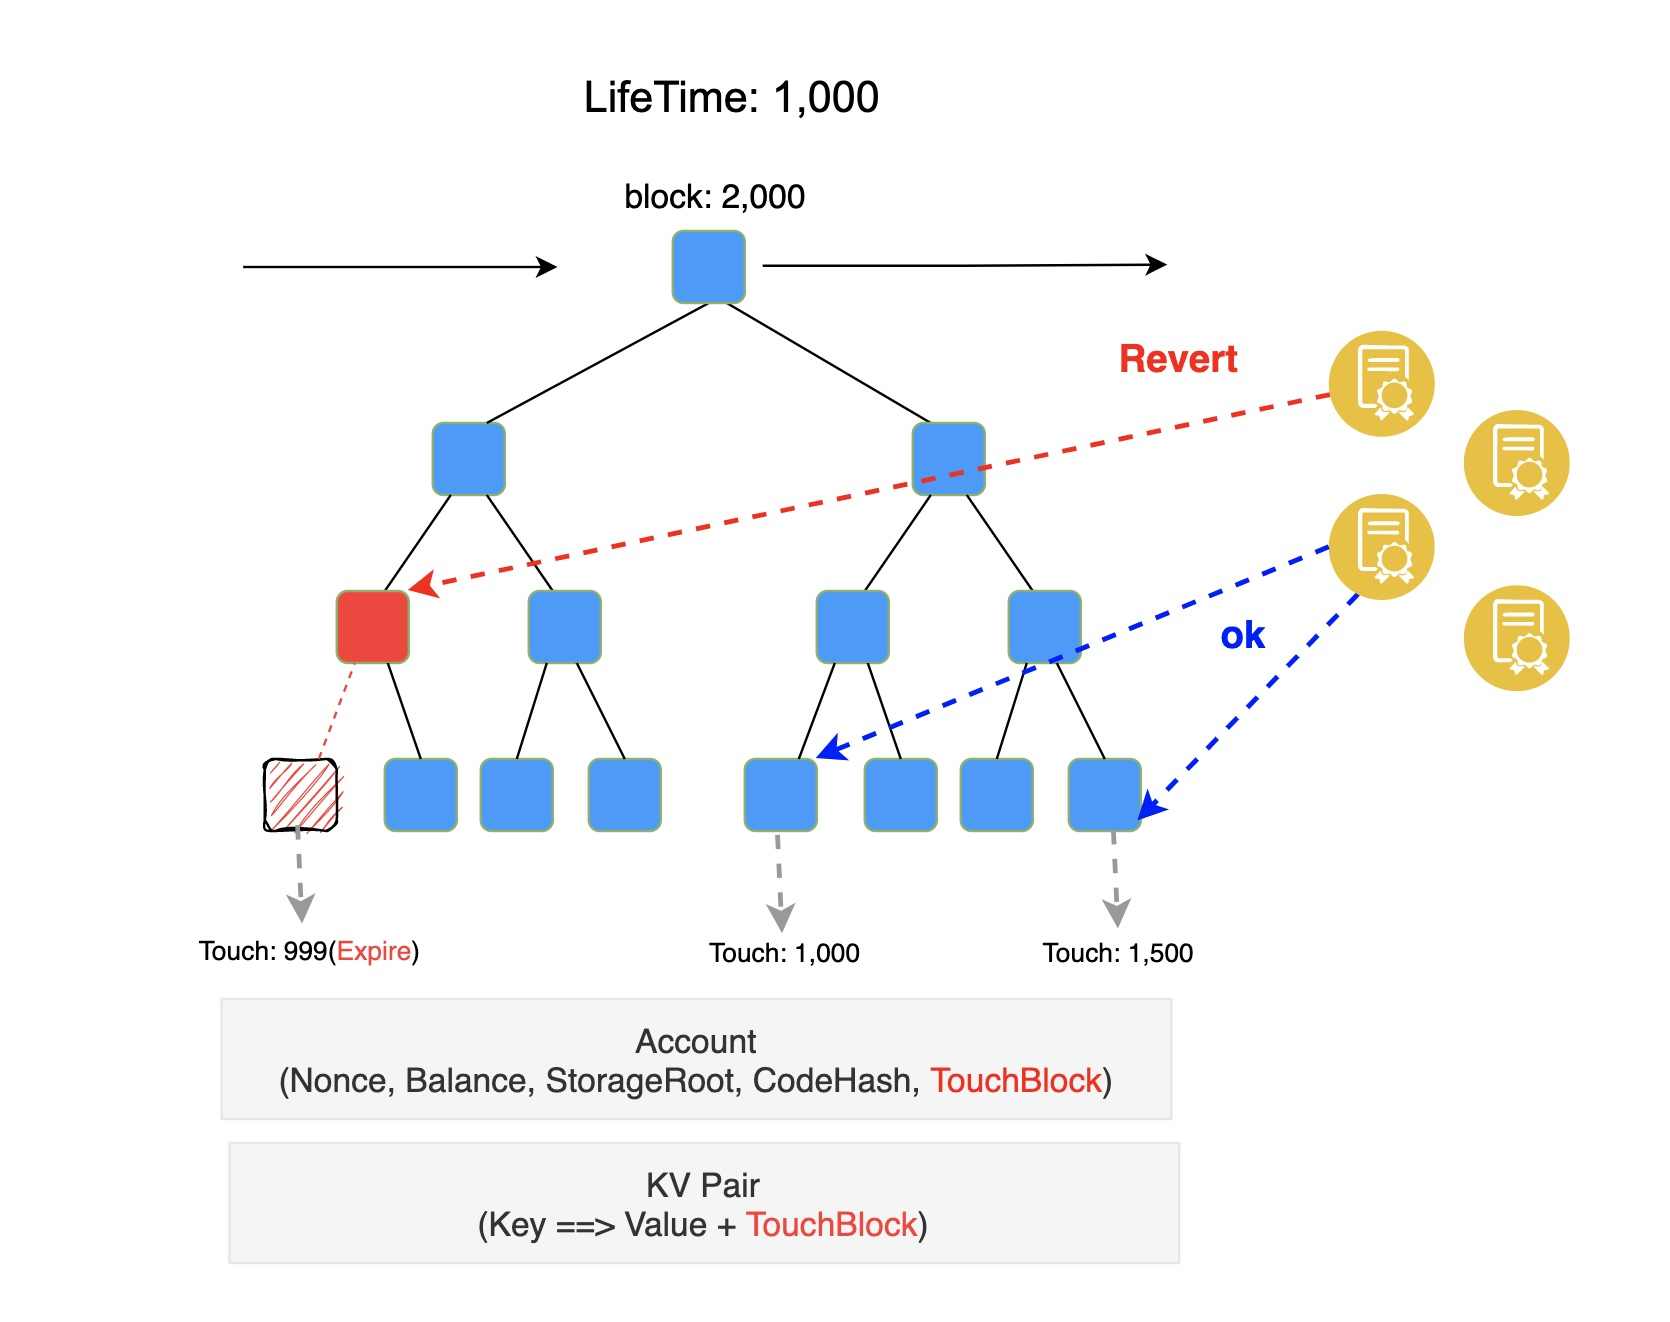 LifeTime: 1,000
block: 2,000
Revert
ok
Touch: 999(Expire)
Touch: 1,000
Touch: 1,500
Account
(Nonce, Balance, StorageRoot, CodeHash, TouchBlock)
KV Pair
(Key ==> Value + TouchBlock)